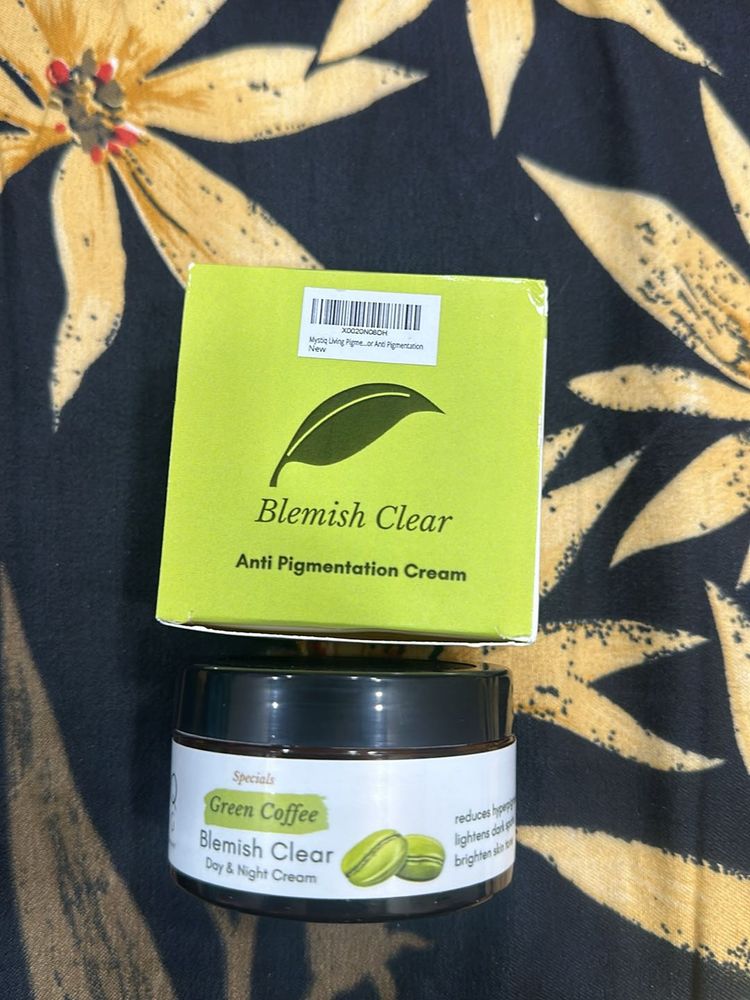 X0020N08DH
Mystiq Living Pigme...or Anti Pigmentation
New
Blemish Clear
Anti Pigmentation Cream
Specials
Green Coffee
Blemish Clear
Day & Night Cream
reduces
lightens dark
brighten skin